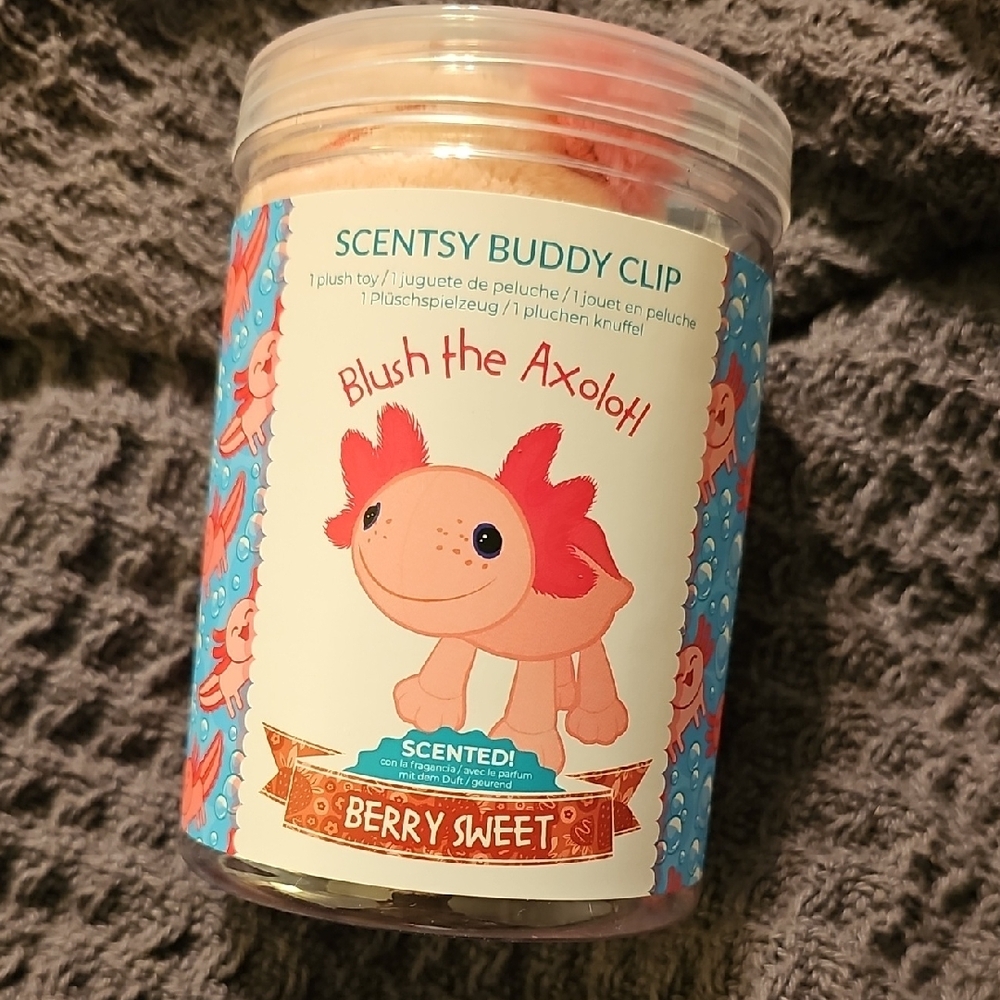 SCENTSY BUDDY CLIP
1 plush toy / 1 juguete de peluche / 1 jouet en peluche
1 Plüschspielzeug / 1 pluchen knuffel
Blush the Axolotl
SCENTED!
con la fragancia / avec le parfum
mit dem Duft / geurend
BERRY SWEET